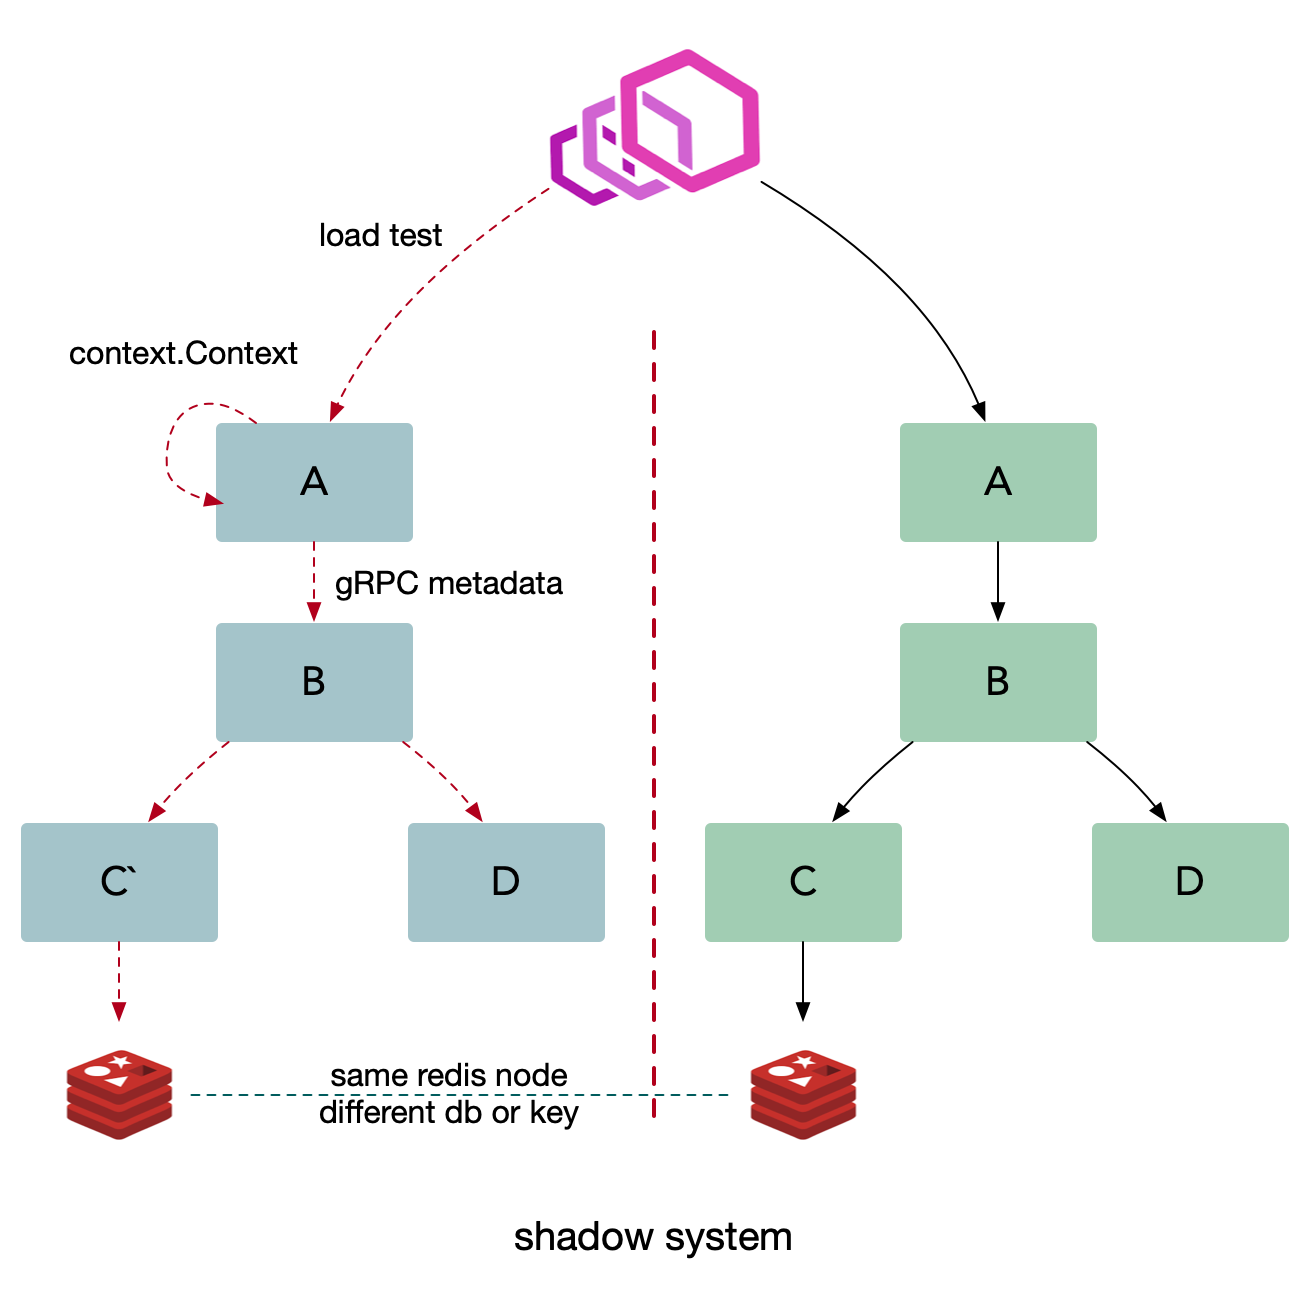 load test
context.Context
A
A
gRPC metadata
B
B
C`
D
C
D
same redis node
different db or key
shadow system